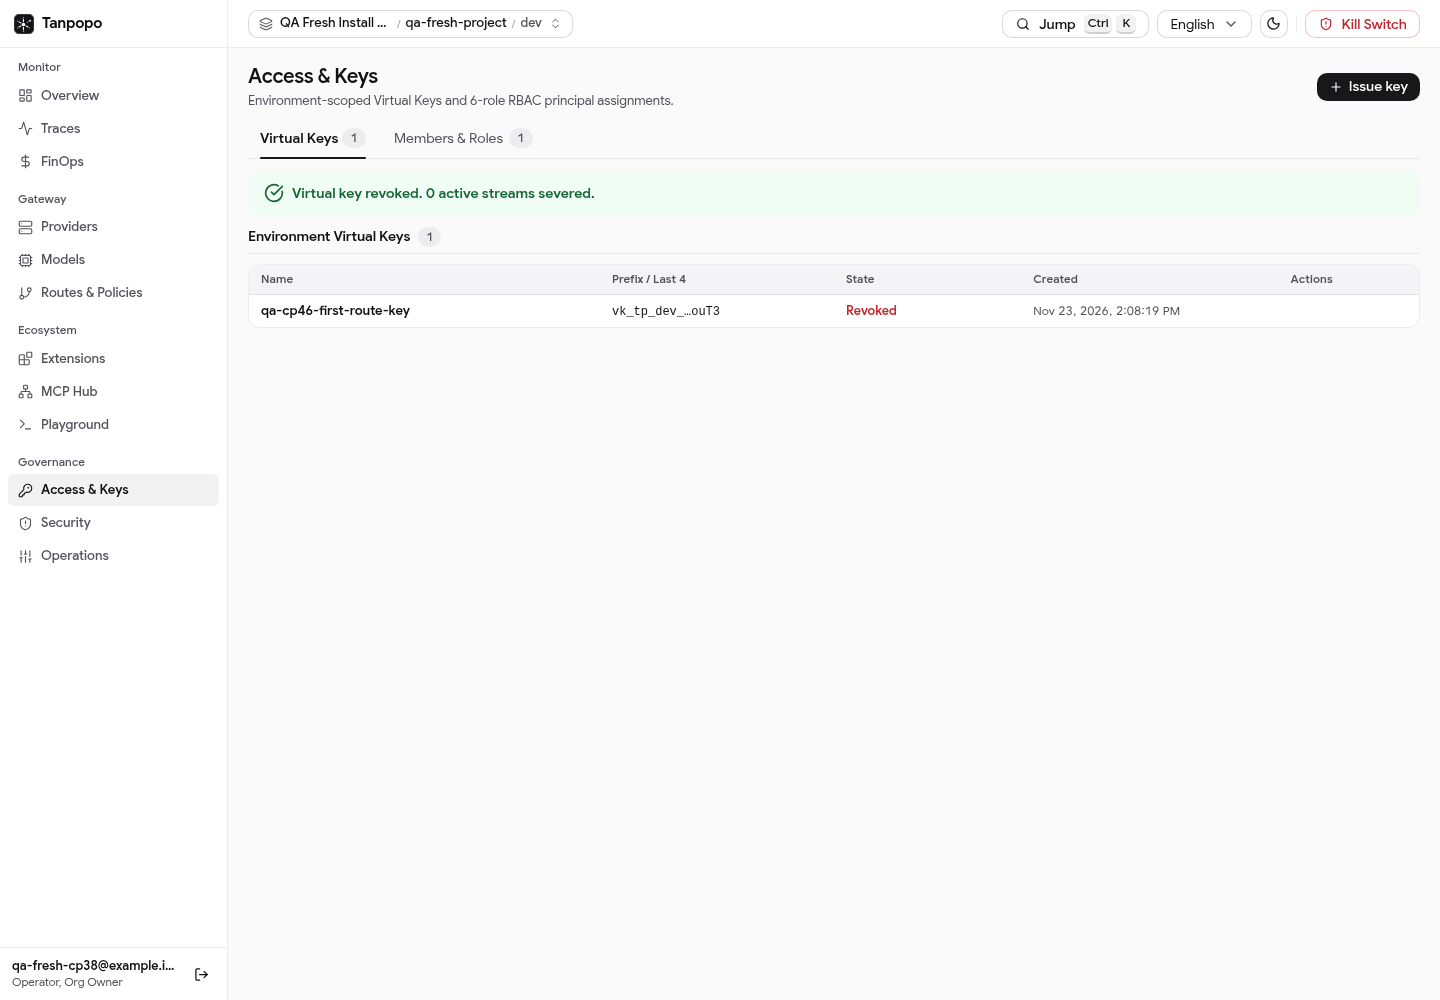 Tanpopo
QA Fresh Install ... / qa-fresh-project / dev
Jump Ctrl K
English
Kill Switch
Monitor
Overview
Traces
FinOps
Gateway
Providers
Models
Routes & Policies
Ecosystem
Extensions
MCP Hub
Playground
Governance
Access & Keys
Security
Operations
qa-fresh-cp38@example.i...
Operator, Org Owner
Access & Keys
Environment-scoped Virtual Keys and 6-role RBAC principal assignments.
Issue key
Virtual Keys 1 Members & Roles 1
Virtual key revoked. 0 active streams severed.
Environment Virtual Keys 1
Name Prefix / Last 4 State Created Actions
qa-cp46-first-route-key vk_tp_dev_…ouT3 Revoked Nov 23, 2026, 2:08:19 PM